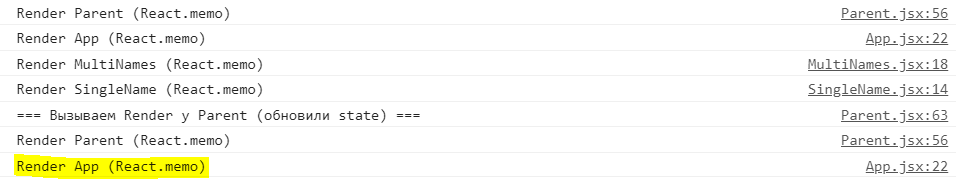 Render Parent (React.memo) Parent.jsx:56
Render App (React.memo) App.jsx:22
Render MultiNames (React.memo) MultiNames.jsx:18
Render SingleName (React.memo) SingleName.jsx:14
=== Вызываем Render у Parent (обновили state) === Parent.jsx:63
Render Parent (React.memo) Parent.jsx:56
Render App (React.memo) App.jsx:22